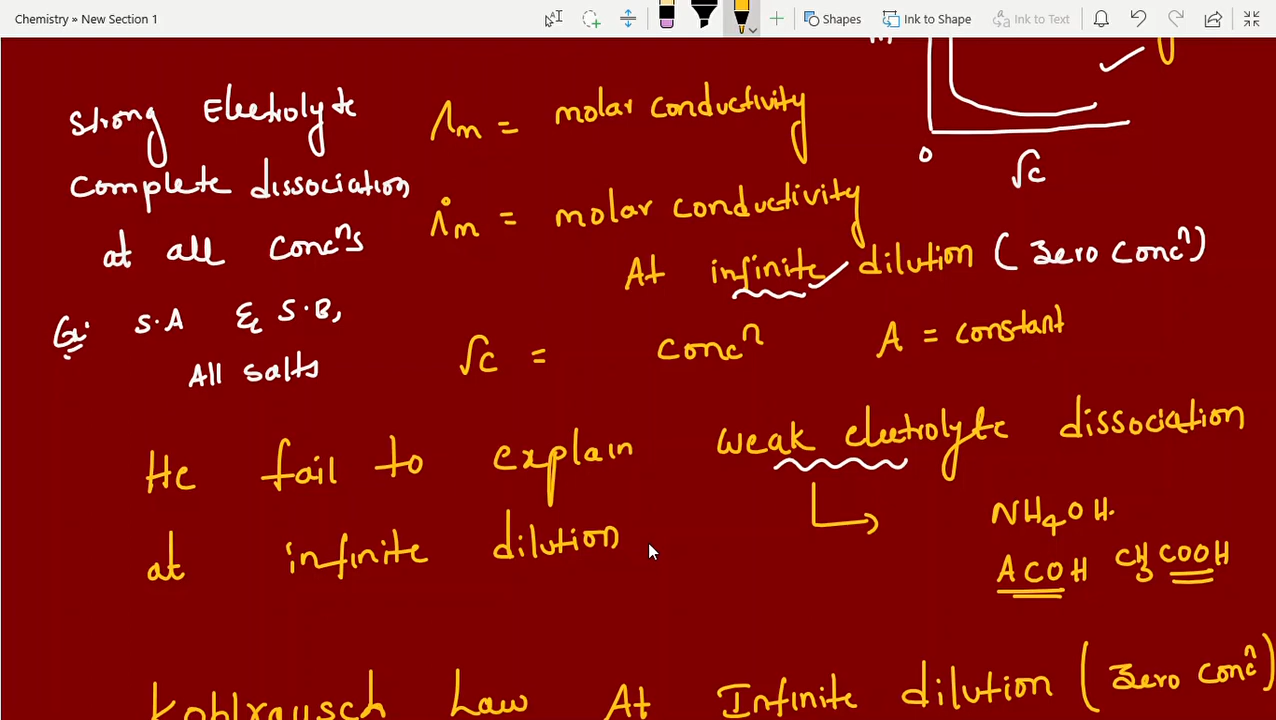 Chemistry » New Section 1
Shapes
Ink to Shape
Ink to Text
Strong Electrolyte
Complete dissociation
at all Concⁿs
Ex: S.A & S.B,
All salts
Λm = molar conductivity
Λ°m = molar conductivity
At infinite dilution (Zero Concⁿ)
√c = concⁿ A = constant
0
√c
He fail to explain weak electrolyte dissociation
at infinite dilution
NH4OH.
ACOH CH3COOH
Kohlrausch Law At Infinite dilution (Zero Concⁿ)